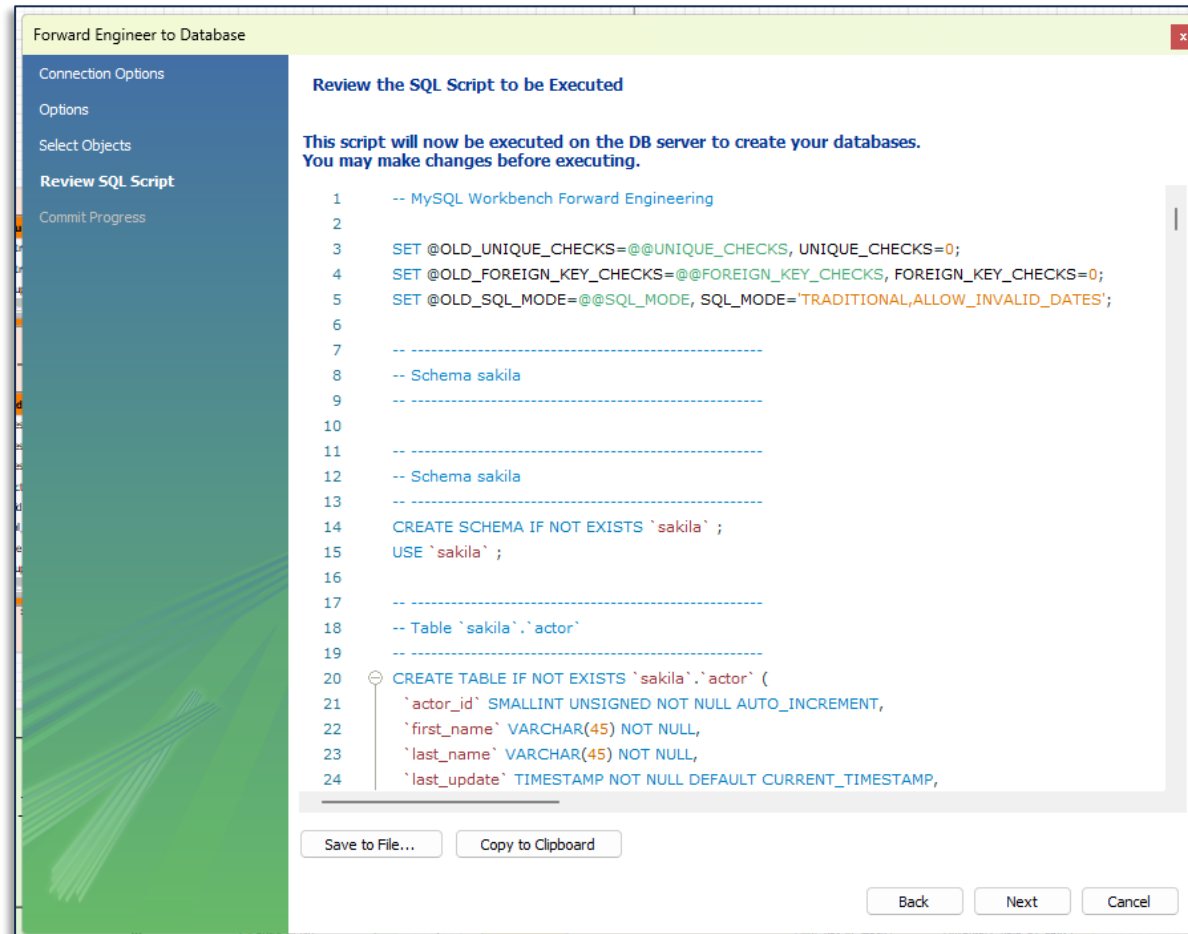 Forward Engineer to Database
x
Connection Options
Options
Select Objects
Review SQL Script
Commit Progress
Review the SQL Script to be Executed
This script will now be executed on the DB server to create your databases.
You may make changes before executing.
1 -- MySQL Workbench Forward Engineering
2
3 SET @OLD_UNIQUE_CHECKS=@@UNIQUE_CHECKS, UNIQUE_CHECKS=0;
4 SET @OLD_FOREIGN_KEY_CHECKS=@@FOREIGN_KEY_CHECKS, FOREIGN_KEY_CHECKS=0;
5 SET @OLD_SQL_MODE=@@SQL_MODE, SQL_MODE='TRADITIONAL,ALLOW_INVALID_DATES';
6
7 -- -----------------------------------------------------
8 -- Schema sakila
9 -- -----------------------------------------------------
10
11 -- -----------------------------------------------------
12 -- Schema sakila
13 -- -----------------------------------------------------
14 CREATE SCHEMA IF NOT EXISTS `sakila` ;
15 USE `sakila` ;
16
17 -- -----------------------------------------------------
18 -- Table `sakila`.`actor`
19 -- -----------------------------------------------------
20 CREATE TABLE IF NOT EXISTS `sakila`.`actor` (
21 `actor_id` SMALLINT UNSIGNED NOT NULL AUTO_INCREMENT,
22 `first_name` VARCHAR(45) NOT NULL,
23 `last_name` VARCHAR(45) NOT NULL,
24 `last_update` TIMESTAMP NOT NULL DEFAULT CURRENT_TIMESTAMP,
Save to File... Copy to Clipboard
Back Next Cancel